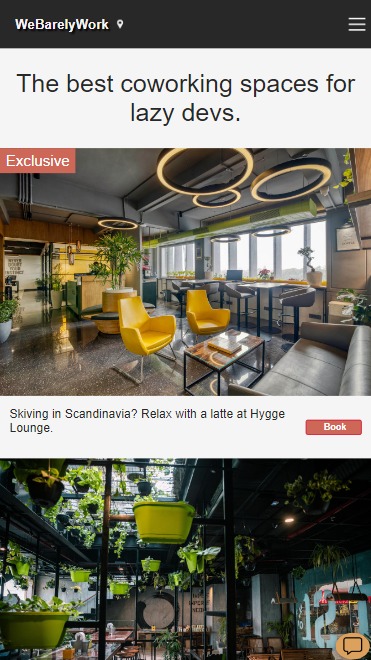 WeBarelyWork
The best coworking spaces for
lazy devs.
Exclusive
Skiving in Scandinavia? Relax with a latte at Hygge
Lounge.
Book